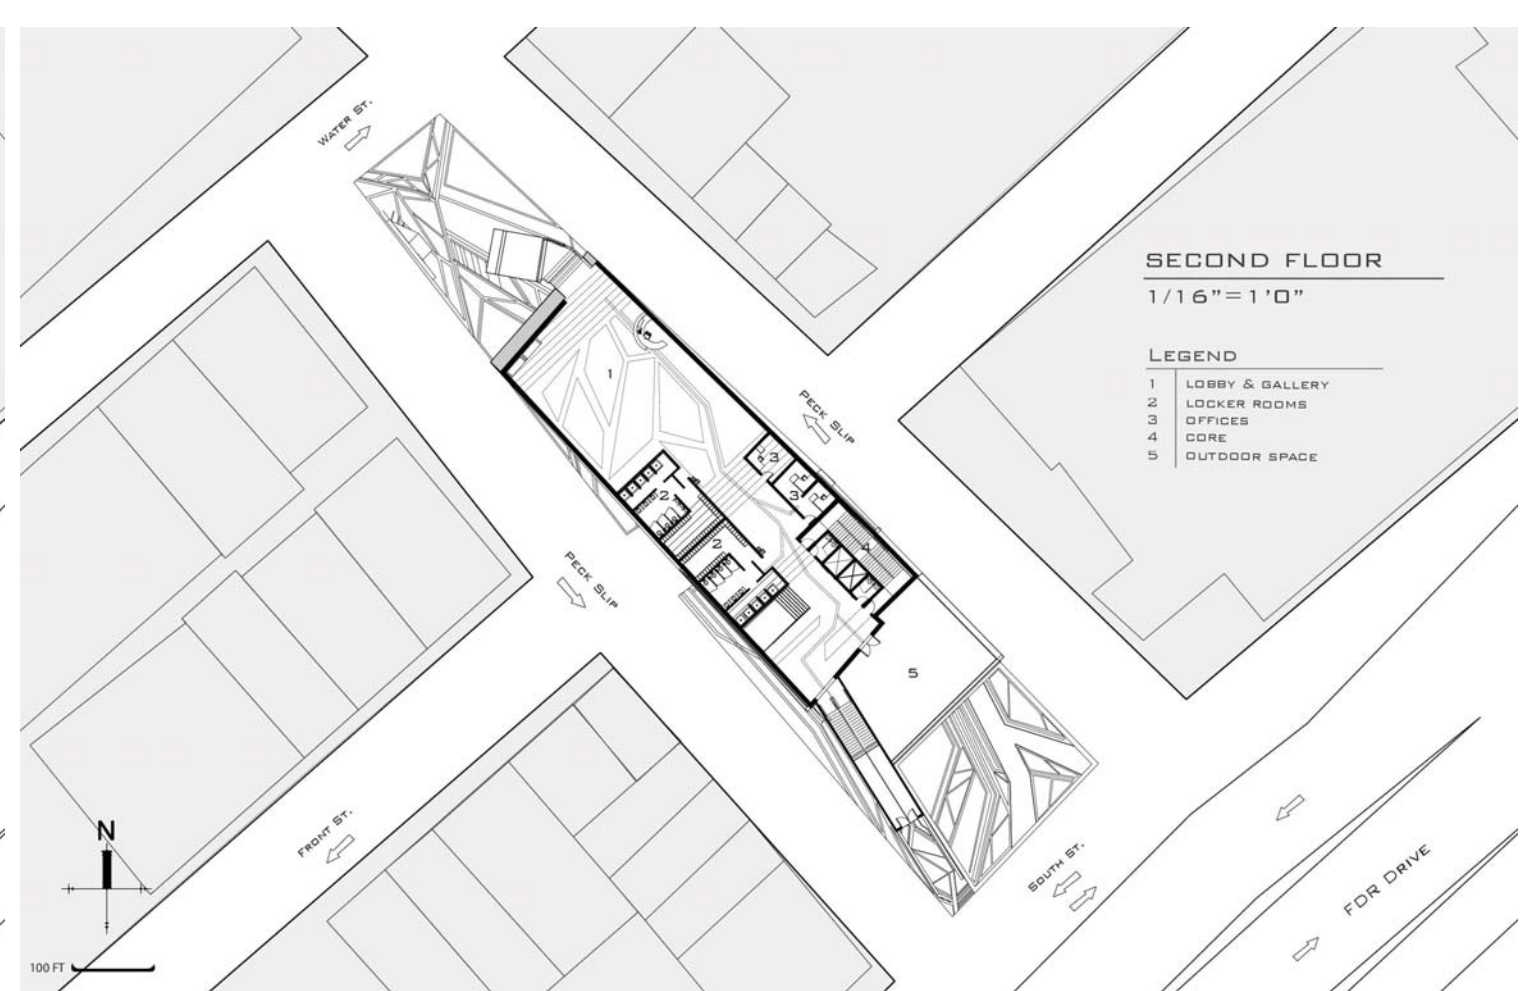 WATER ST.
SECOND FLOOR
1/16"=1'0"
LEGEND
1 LOBBY & GALLERY
2 LOCKER ROOMS
3 OFFICES
4 CORE
5 OUTDOOR SPACE
1
PECK SLIP
3
2
3
2
4
PECK SLIP
5
N
FRONT ST.
SOUTH ST.
FDR DRIVE
100 FT